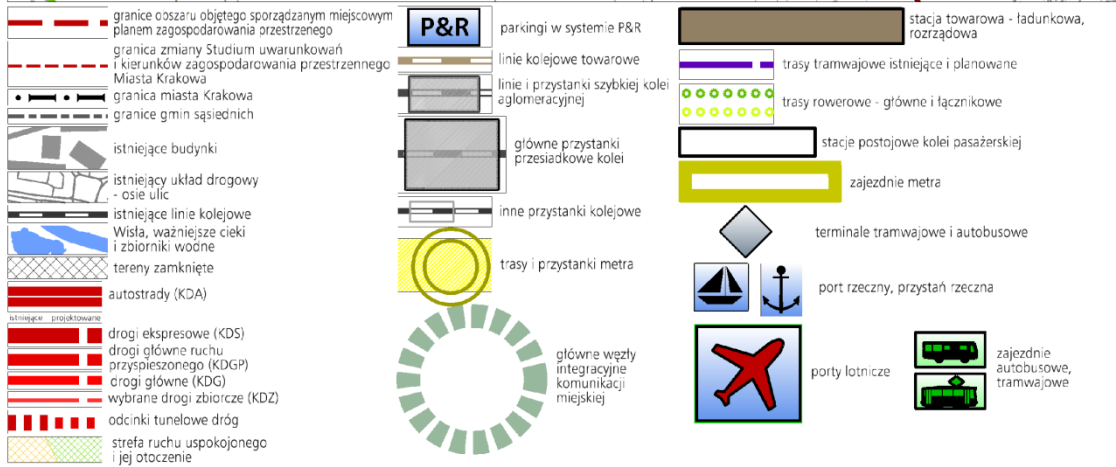 granice obszaru objętego sporządzanym miejscowym
planem zagospodarowania przestrzenego
granica zmiany Studium uwarunkowań
i kierunków zagospodarowania przestrzennego
Miasta Krakowa
granica miasta Krakowa
granice gmin sąsiednich
istniejące budynki
istniejący układ drogowy
- osie ulic
istniejące linie kolejowe
Wisła, ważniejsze cieki
i zbiorniki wodne
tereny zamknięte
autostrady (KDA)
istniejące projektowane
drogi ekspresowe (KDS)
drogi główne ruchu
przyspieszonego (KDGP)
drogi główne (KDG)
wybrane drogi zbiorcze (KDZ)
odcinki tunelowe dróg
strefa ruchu uspokojonego
i jej otoczenie
P&R
parkingi w systemie P&R
linie kolejowe towarowe
linie i przystanki szybkiej kolei
aglomeracyjnej
główne przystanki
przesiadkowe kolei
inne przystanki kolejowe
trasy i przystanki metra
główne węzły
integracyjne
komunikacji
miejskiej
stacja towarowa - ładunkowa,
rozrządowa
trasy tramwajowe istniejące i planowane
trasy rowerowe - główne i łącznikowe
stacje postojowe kolei pasażerskiej
zajezdnie metra
terminale tramwajowe i autobusowe
port rzeczny, przystań rzeczna
porty lotnicze
zajezdnie
autobusowe,
tramwajowe